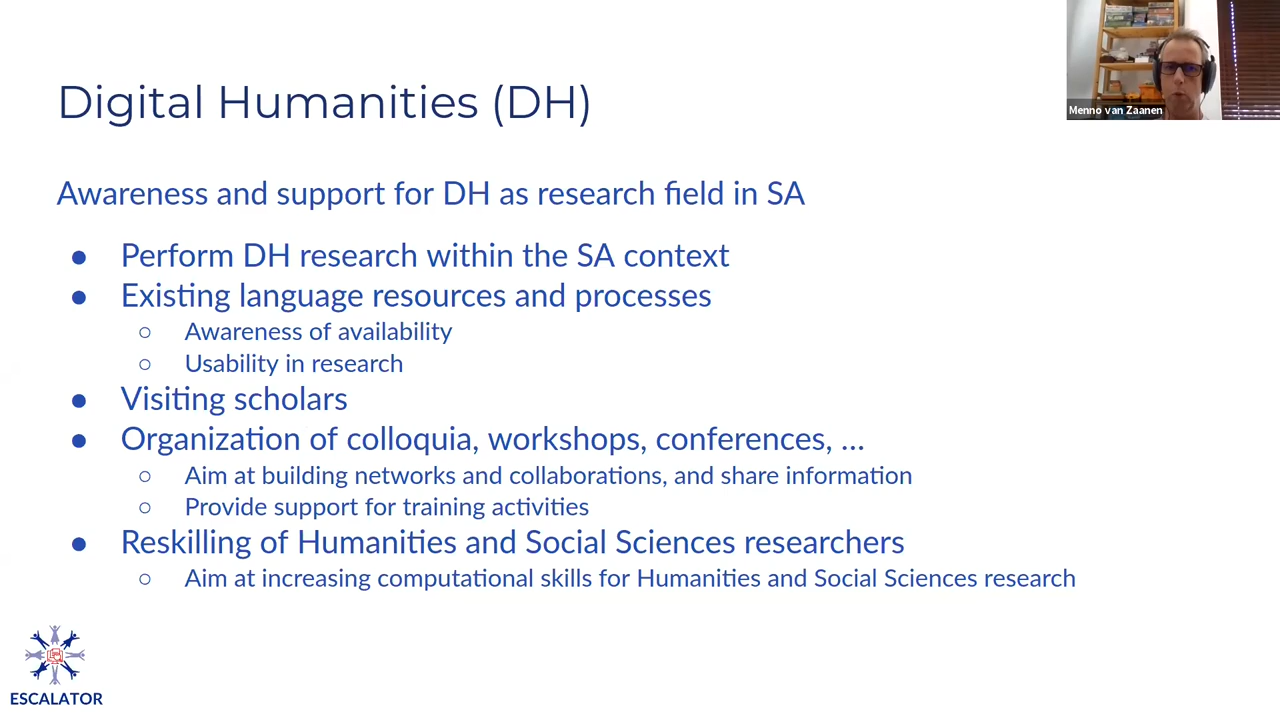 Digital Humanities (DH)
Menno van Zaanen
Awareness and support for DH as research field in SA
● Perform DH research within the SA context
● Existing language resources and processes
○ Awareness of availability
○ Usability in research
● Visiting scholars
● Organization of colloquia, workshops, conferences, ...
○ Aim at building networks and collaborations, and share information
○ Provide support for training activities
● Reskilling of Humanities and Social Sciences researchers
○ Aim at increasing computational skills for Humanities and Social Sciences research
ESCALATOR